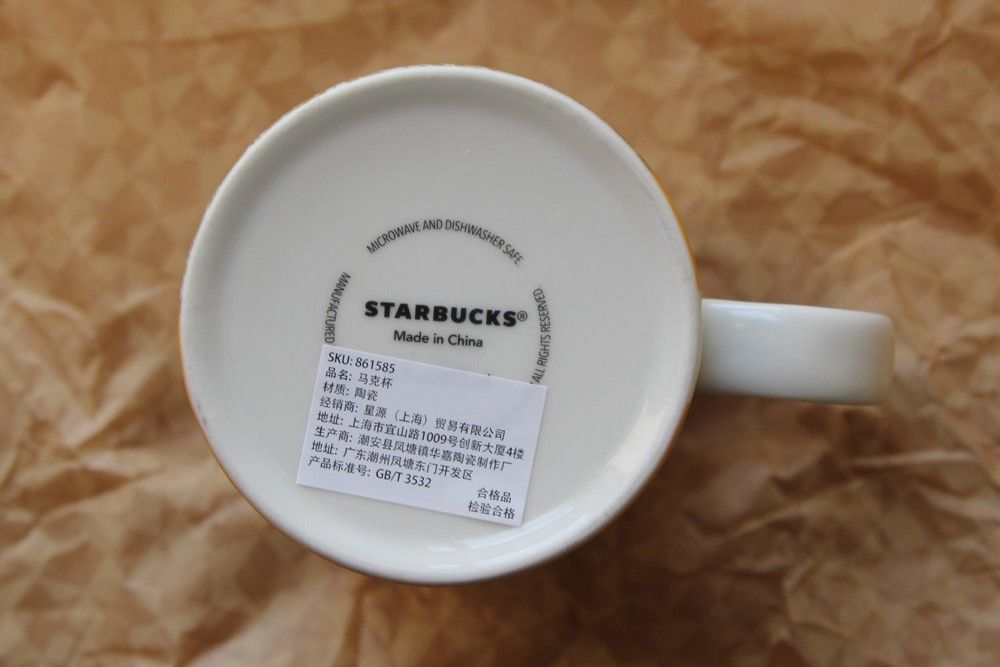 MICROWAVE AND DISHWASHER SAFE.
MANUFACTURED
ALL RIGHTS RESERVED.
STARBUCKS®
Made in China
SKU: 861585
品名: 马克杯
材质: 陶瓷
经销商: 星源（上海）贸易有限公司
地址: 上海市宜山路1009号创新大厦4楼
生产商: 潮安县凤塘镇华嘉陶瓷制作厂
地址: 广东潮州凤塘东门开发区
产品标准号: GB/T 3532
合格品
检验合格